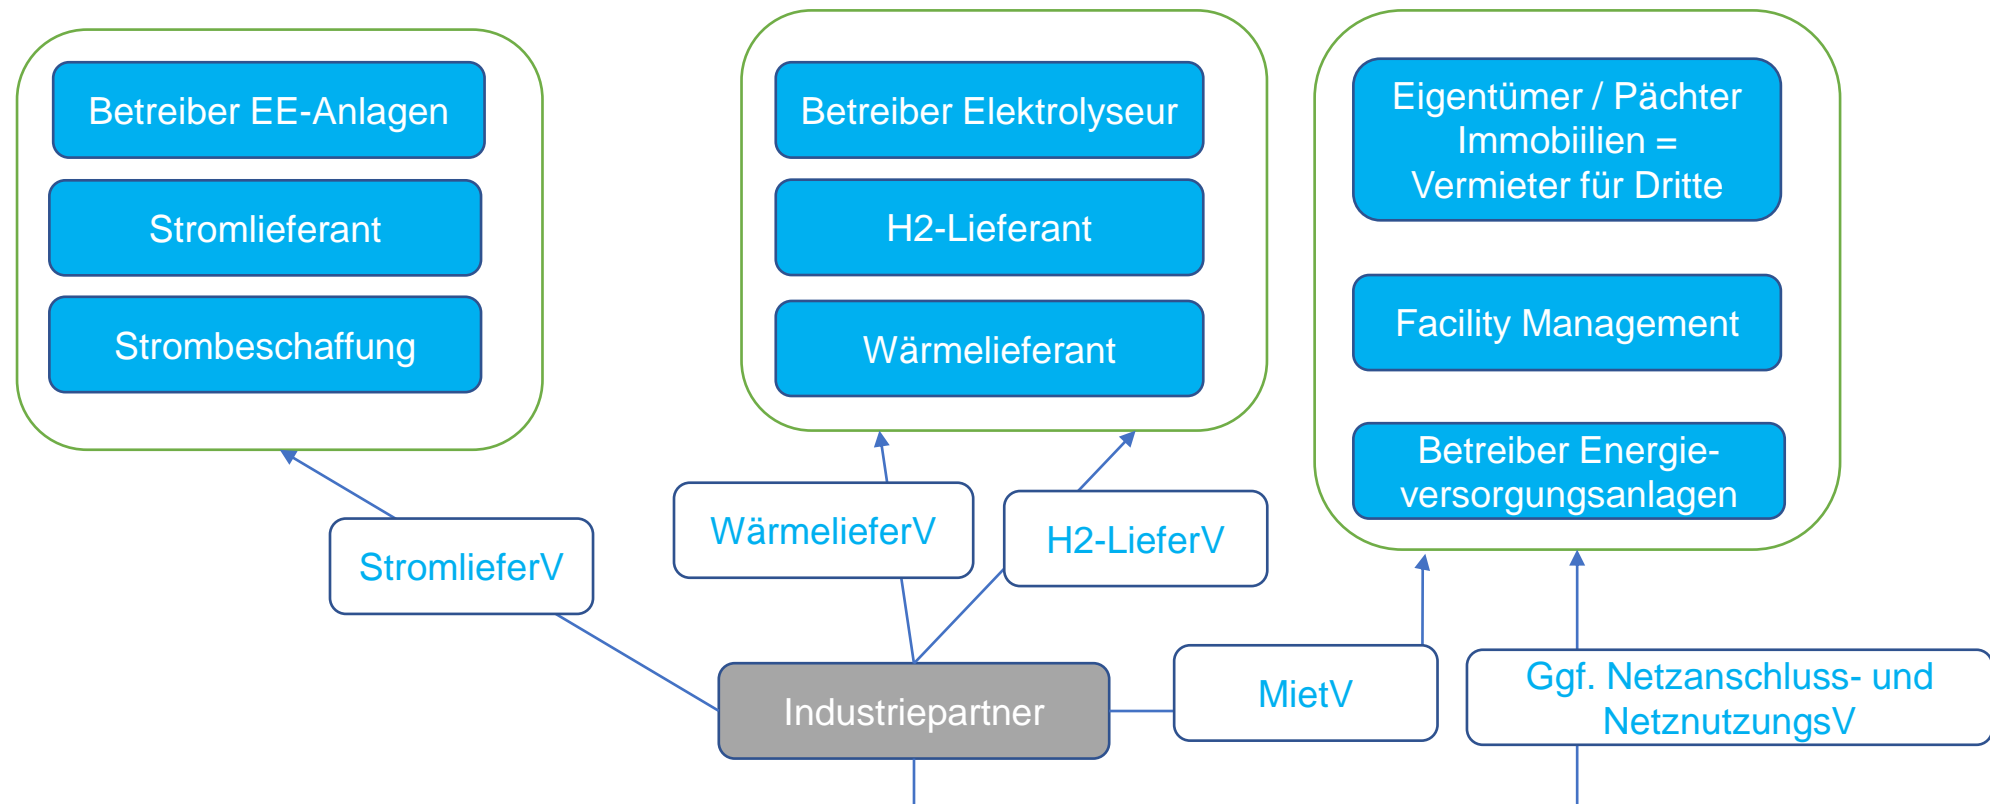 Betreiber EE-Anlagen
Stromlieferant
Strombeschaffung
Betreiber Elektrolyseur
H2-Lieferant
Wärmelieferant
Eigentümer / Pächter
Immobiilien =
Vermieter für Dritte
Facility Management
Betreiber Energie-
versorgungsanlagen
StromlieferV
WärmelieferV
H2-LieferV
Industriepartner
MietV
Ggf. Netzanschluss- und
NetznutzungsV